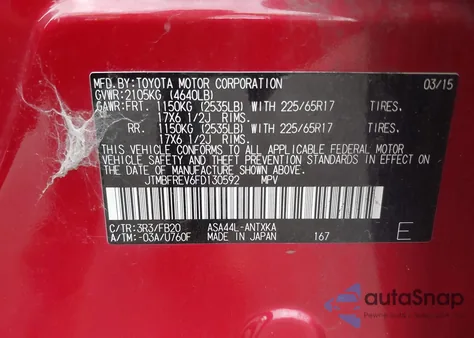 MFD.BY:TOYOTA MOTOR CORPORATION 03/15
GVWR:2105KG (4640LB)
GAWR:FRT. 1150KG (2535LB) WITH 225/65R17 TIRES.
17X6 1/2J RIMS.
RR. 1150KG (2535LB) WITH 225/65R17 TIRES.
17X6 1/2J RIMS.
THIS VEHICLE CONFORMS TO ALL APPLICABLE FEDERAL MOTOR
VEHICLE SAFETY AND THEFT PREVENTION STANDARDS IN EFFECT
ON THE DATE OF MANUFACTURE SHOWN ABOVE.
JTMBFREV6FD130592 MPV
C/TR:3R3/FB20 ASA44L-ANTXKA
A/TM:-03A/U760F MADE IN JAPAN 167 E
autoSnap